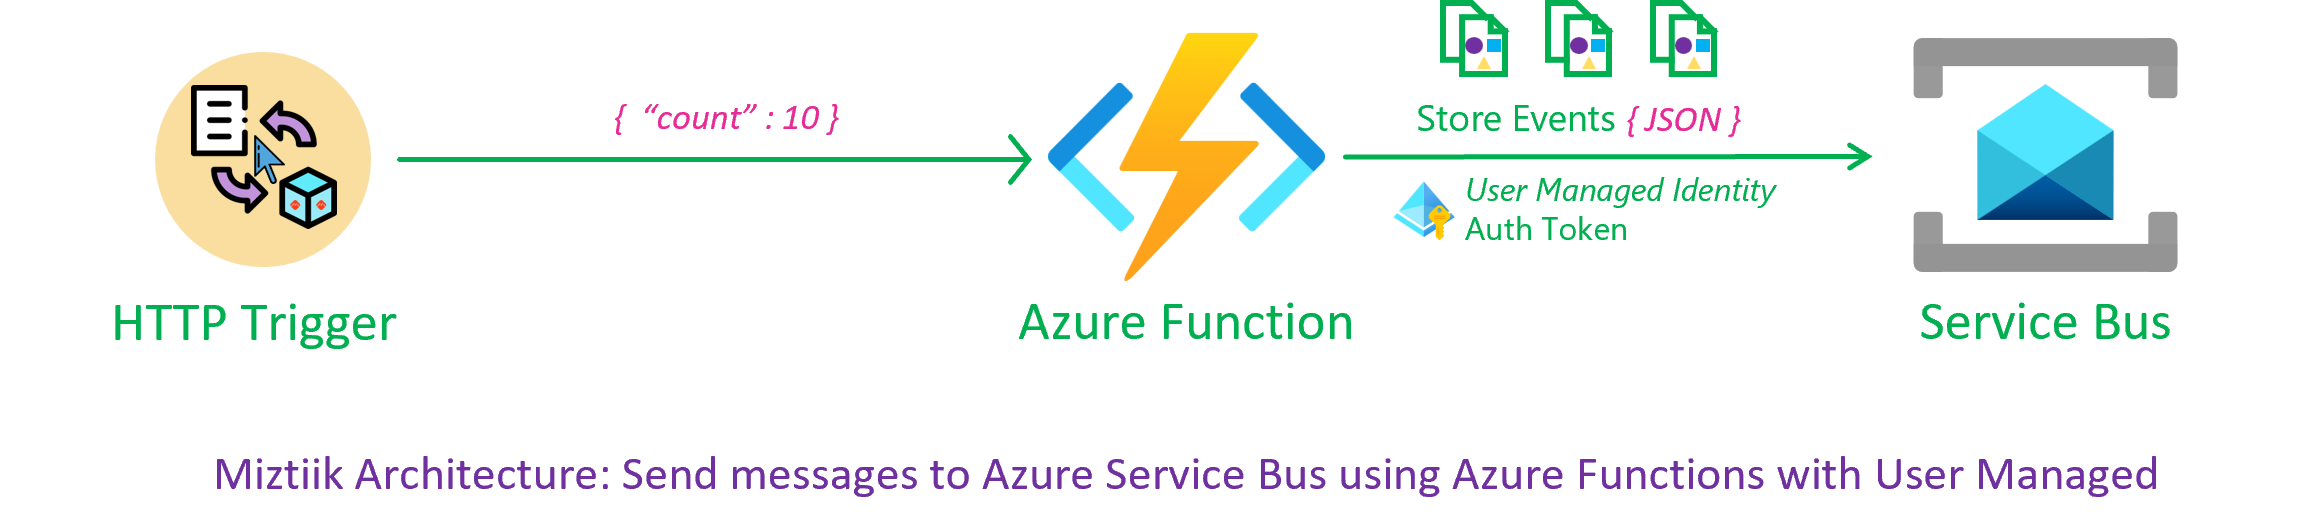 { “count” : 10 }
Store Events { JSON }
User Managed Identity
Auth Token
HTTP Trigger
Azure Function
Service Bus
Miztiik Architecture: Send messages to Azure Service Bus using Azure Functions with User Managed